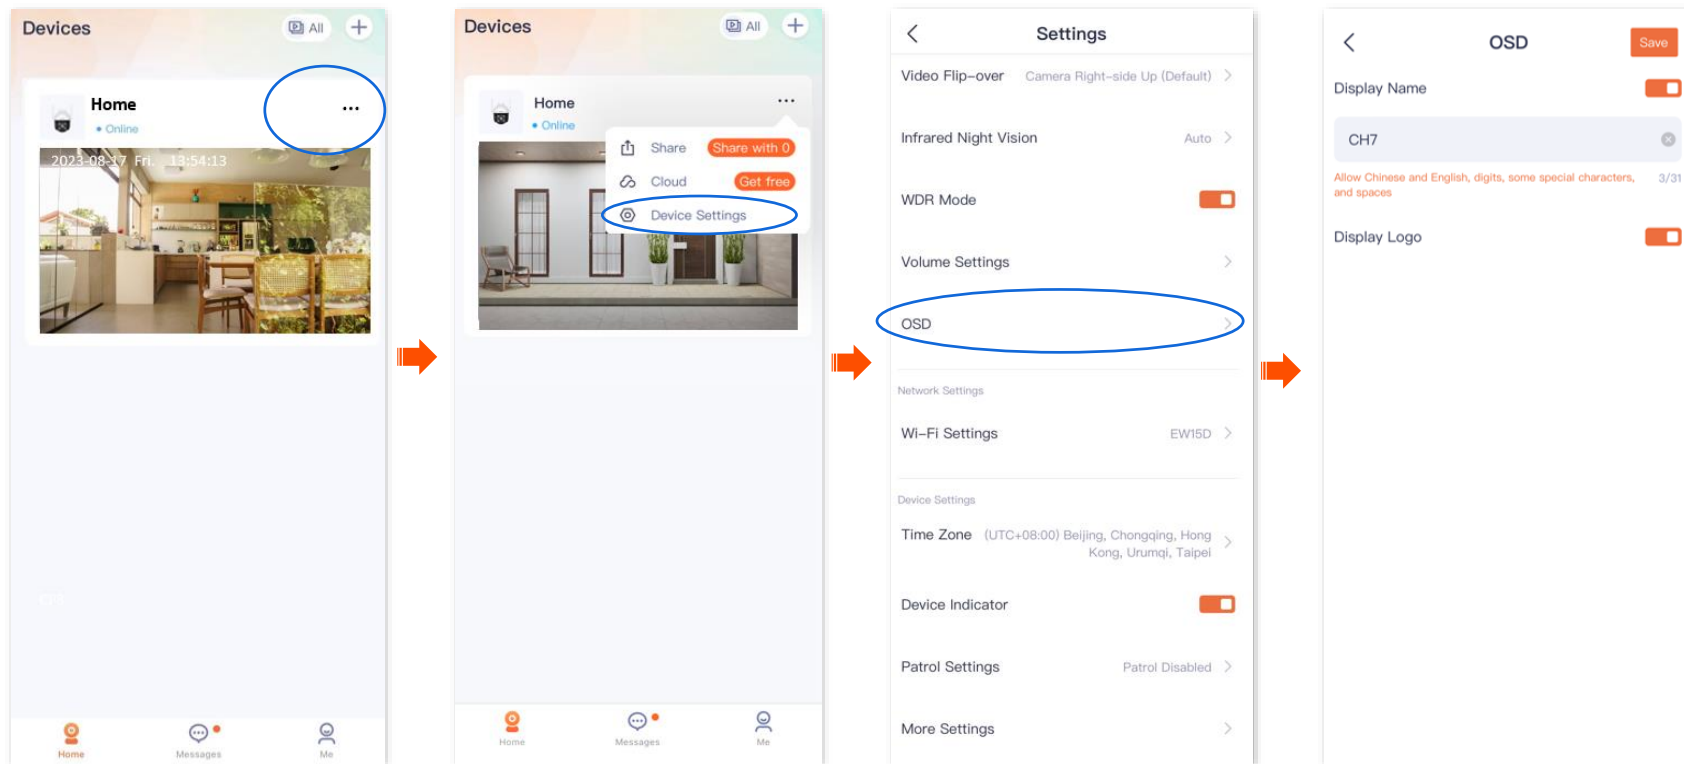 Devices
All
Home
...
• Online
2023-08-17 Fri. 13:54:13
Home
Messages
Me
Devices
All
Home
...
• Online
Share Share with 0
Cloud Get free
Device Settings
Home
Messages
Me
Settings
Video Flip-over Camera Right-side Up (Default)
Infrared Night Vision Auto
WDR Mode
Volume Settings
OSD
Network Settings
Wi-Fi Settings EW15D
Device Settings
Time Zone (UTC+08:00) Beijing, Chongqing, Hong
Kong, Urumqi, Taipei
Device Indicator
Patrol Settings Patrol Disabled
More Settings
OSD
Save
Display Name
CH7
Allow Chinese and English, digits, some special characters, 3/31
and spaces
Display Logo